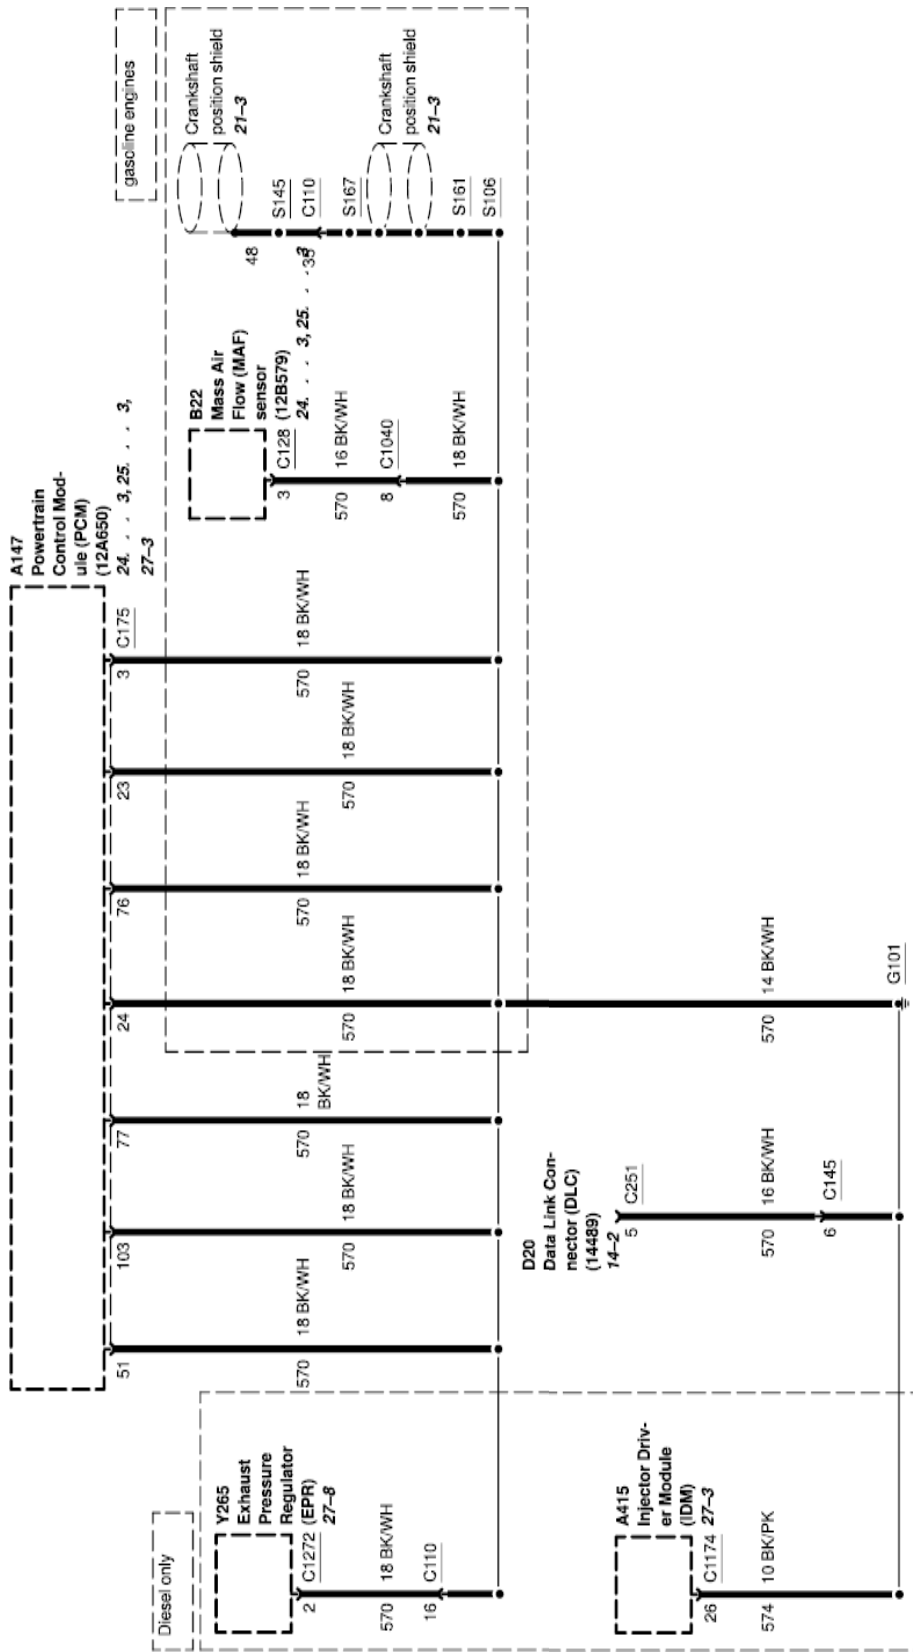 A147
Powertrain
Control Mod-
ule (PCM)
(12A650)
24. . . 3,25. . . 3,
27–3
gasoline engines
Crankshaft
position shield
21–3
Crankshaft
position shield
21–3
48
S145
C110
S167
S161
S106
B22
Mass Air
Flow (MAF)
sensor
(12B579)
24. . . 3,25. . . 3
3
C128
570
16 BK/WH
8
C1040
570
18 BK/WH
3
C175
570
18 BK/WH
23
570
18 BK/WH
76
570
18 BK/WH
24
570
18 BK/WH
77
570
18
BK/WH
103
570
18 BK/WH
51
570
18 BK/WH
570
14 BK/WH
G101
D20
Data Link Con-
nector (DLC)
(14489)
14–2
5
C251
570
16 BK/WH
6
C145
Diesel only
Y265
Exhaust
Pressure
Regulator
(EPR)
27–8
2
C1272
570
18 BK/WH
16
C110
A415
Injector Driv-
er Module
(IDM)
27–3
26
C1174
574
10 BK/PK